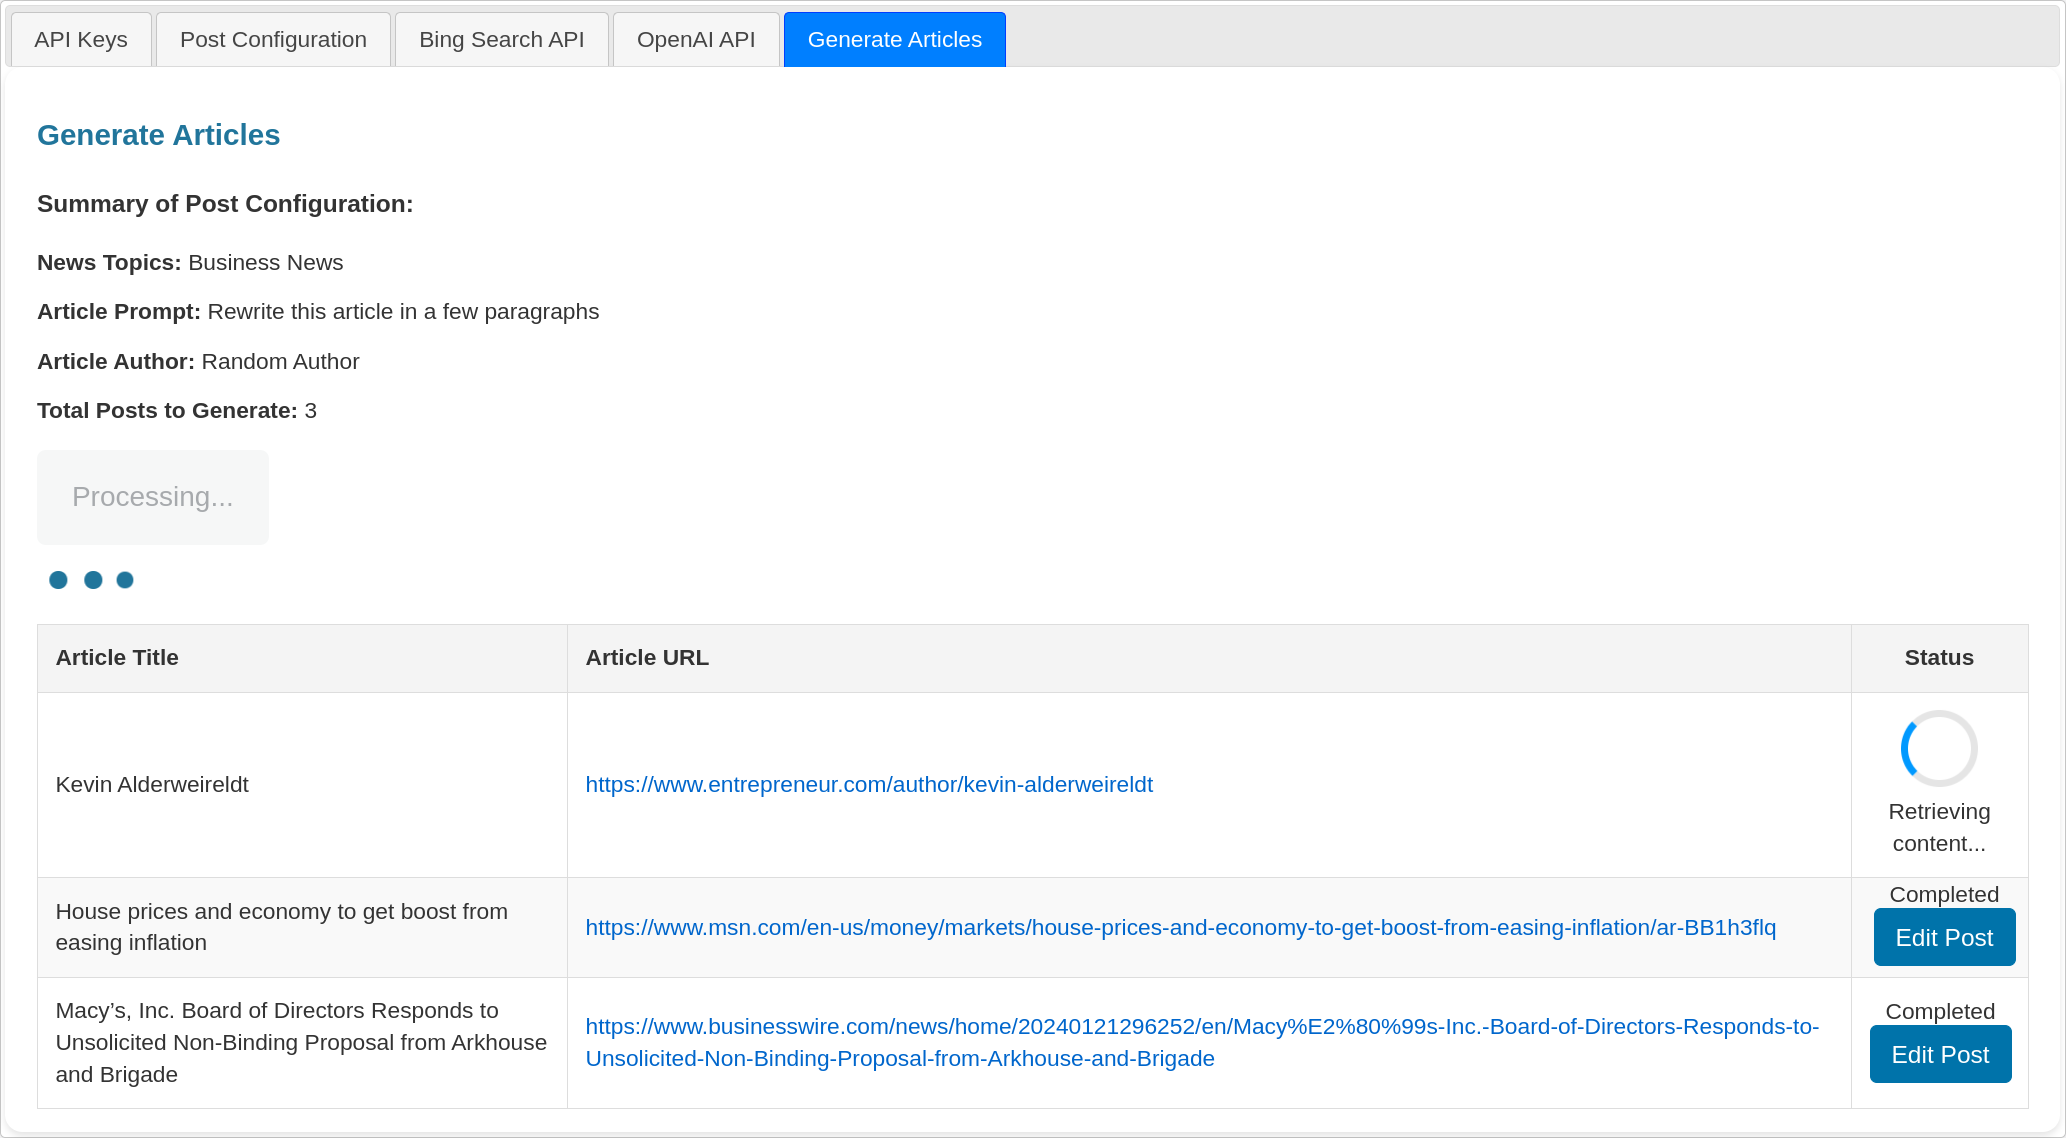 API Keys
Post Configuration
Bing Search API
OpenAI API
Generate Articles
Generate Articles
Summary of Post Configuration:
News Topics: Business News
Article Prompt: Rewrite this article in a few paragraphs
Article Author: Random Author
Total Posts to Generate: 3
Processing...
Article Title
Article URL
Status
Kevin Alderweireldt
https://www.entrepreneur.com/author/kevin-alderweireldt
Retrieving
content...
House prices and economy to get boost from
easing inflation
https://www.msn.com/en-us/money/markets/house-prices-and-economy-to-get-boost-from-easing-inflation/ar-BB1h3flq
Completed
Edit Post
Macy’s, Inc. Board of Directors Responds to
Unsolicited Non-Binding Proposal from Arkhouse
and Brigade
https://www.businesswire.com/news/home/20240121296252/en/Macy%E2%80%99s-Inc.-Board-of-Directors-Responds-to-
Unsolicited-Non-Binding-Proposal-from-Arkhouse-and-Brigade
Completed
Edit Post